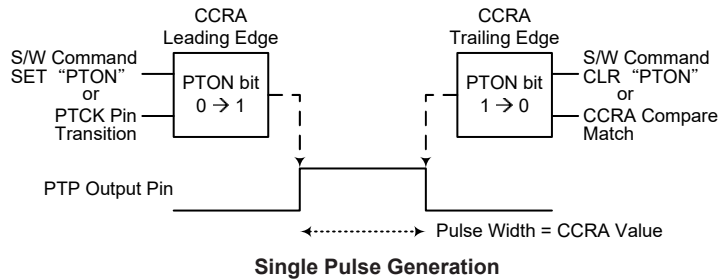 CCRA
Leading Edge
CCRA
Trailing Edge
S/W Command
SET “PTON”
or
PTCK Pin
Transition
PTON bit
0 → 1
PTON bit
1 → 0
S/W Command
CLR “PTON”
or
CCRA Compare
Match
PTP Output Pin
Pulse Width = CCRA Value
Single Pulse Generation